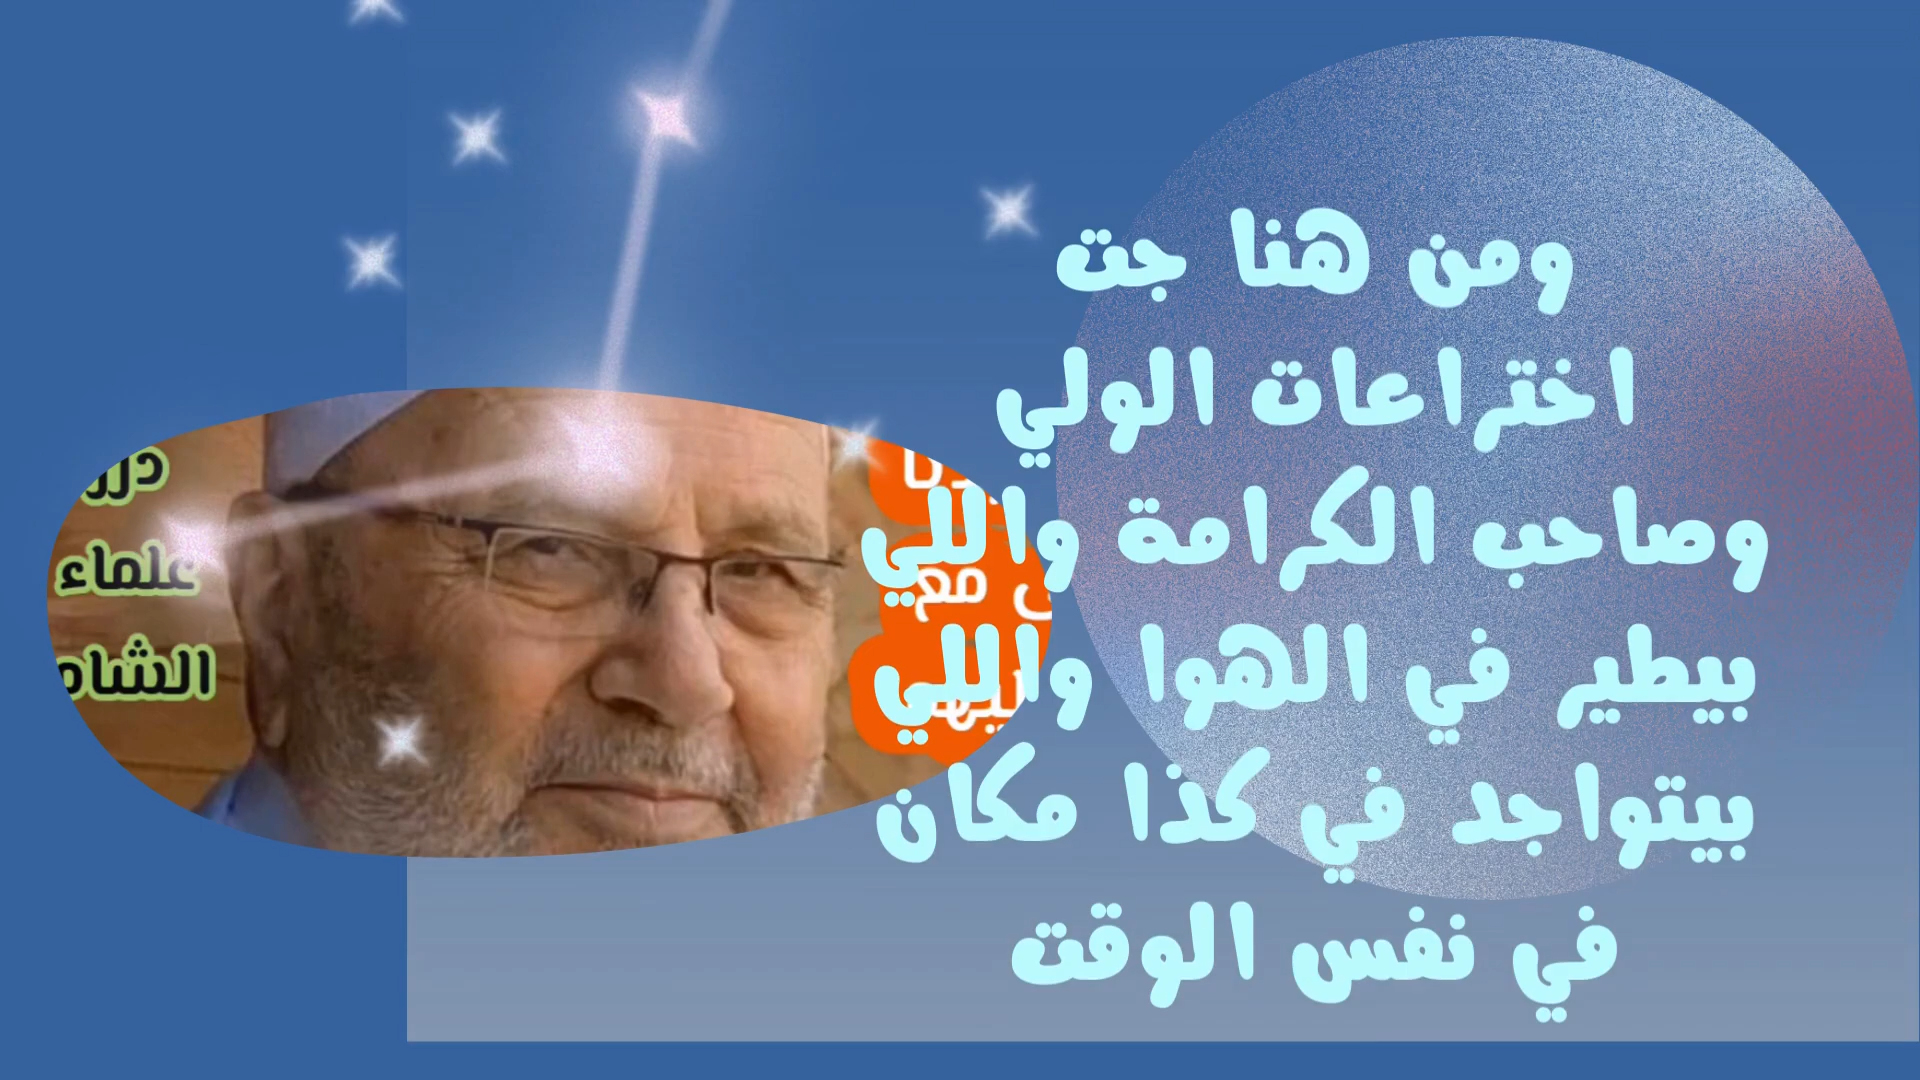 ومن هنا جت
اختراعات الولي
وصاحب الكرامة واللي
بيطير في الهوا واللي
بيتواجد في كذا مكان
في نفس الوقت
علماء
الشام
مع